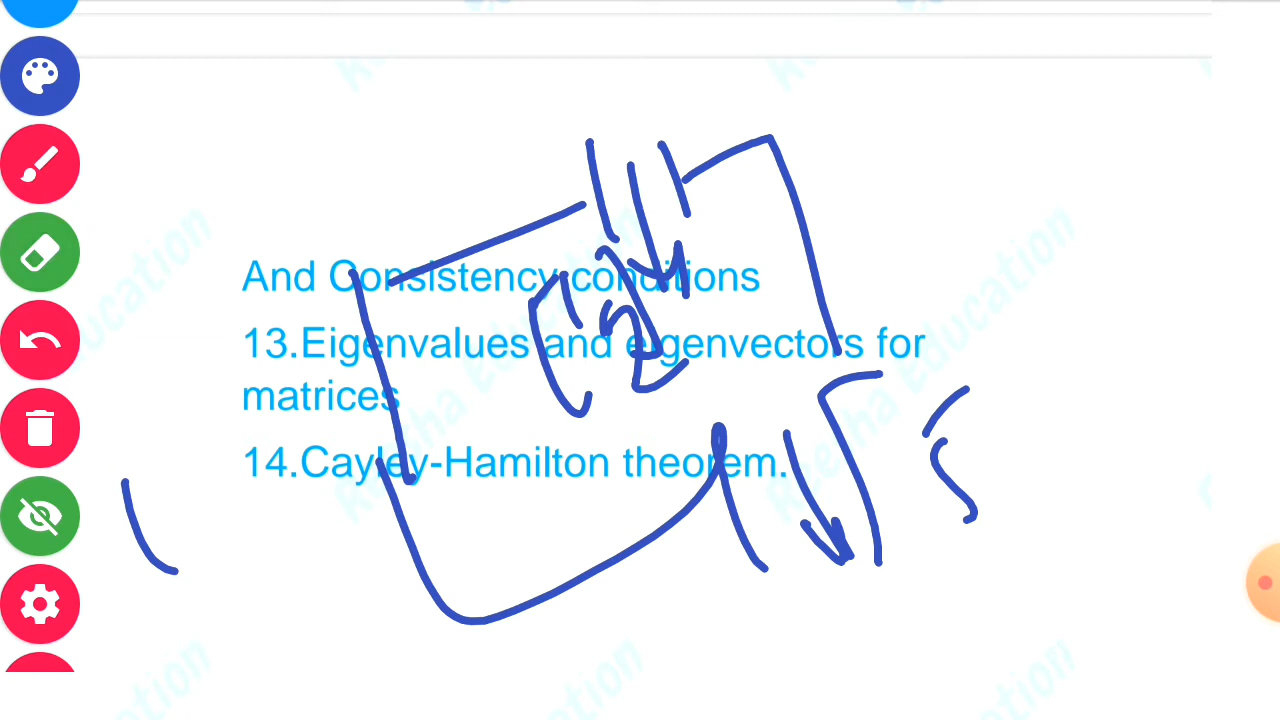 And Consistency conditions
13.Eigenvalues and eigenvectors for
matrices
14.Cayley-Hamilton theorem.